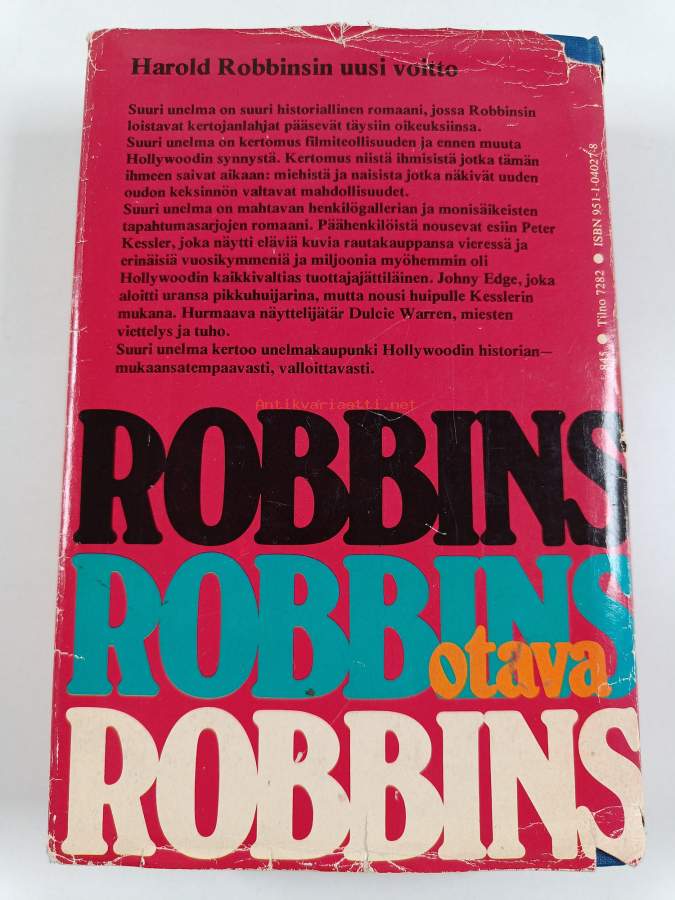 Harold Robbinsin uusi voitto
Suuri unelma on suuri historiallinen romaani, jossa Robbinsin
loistavat kertojanlahjat pääsevät täysiin oikeuksiinsa.
Suuri unelma on kertomus filmiteollisuuden ja ennen muuta
Hollywoodin synnystä. Kertomus niistä ihmisistä jotka tämän
ihmeen saivat aikaan: miehistä ja naisista jotka näkivät uuden
oudon keksinnön valtavat mahdollisuudet.
Suuri unelma on mahtavan henkilögallerian ja monisäikeisten
tapahtumasarjojen romaani. Päähenkilöistä nousevat esiin Peter
Kessler, joka näytti eläviä kuvia rautakauppansa vieressä ja
erinäisiä vuosikymmeniä ja miljoonia myöhemmin oli
Hollywoodin kaikkivaltias tuottajajättiläinen. Johny Edge, joka
aloitti uransa pikkuhuijarina, mutta nousi huipulle Kesslerin
mukana. Hurmaava näyttelijätär Dulcie Warren, miesten
viettelys ja tuho.
Suuri unelma kertoo unelmakaupunki Hollywoodin historian—
mukaansatempaavasti, valloittavasti.
Antikvariaatti.net
ROBBINS
ROBBINS
otava
ROBBINS
845 ● Tilno 7282 ● ISBN 951-1-04027-8